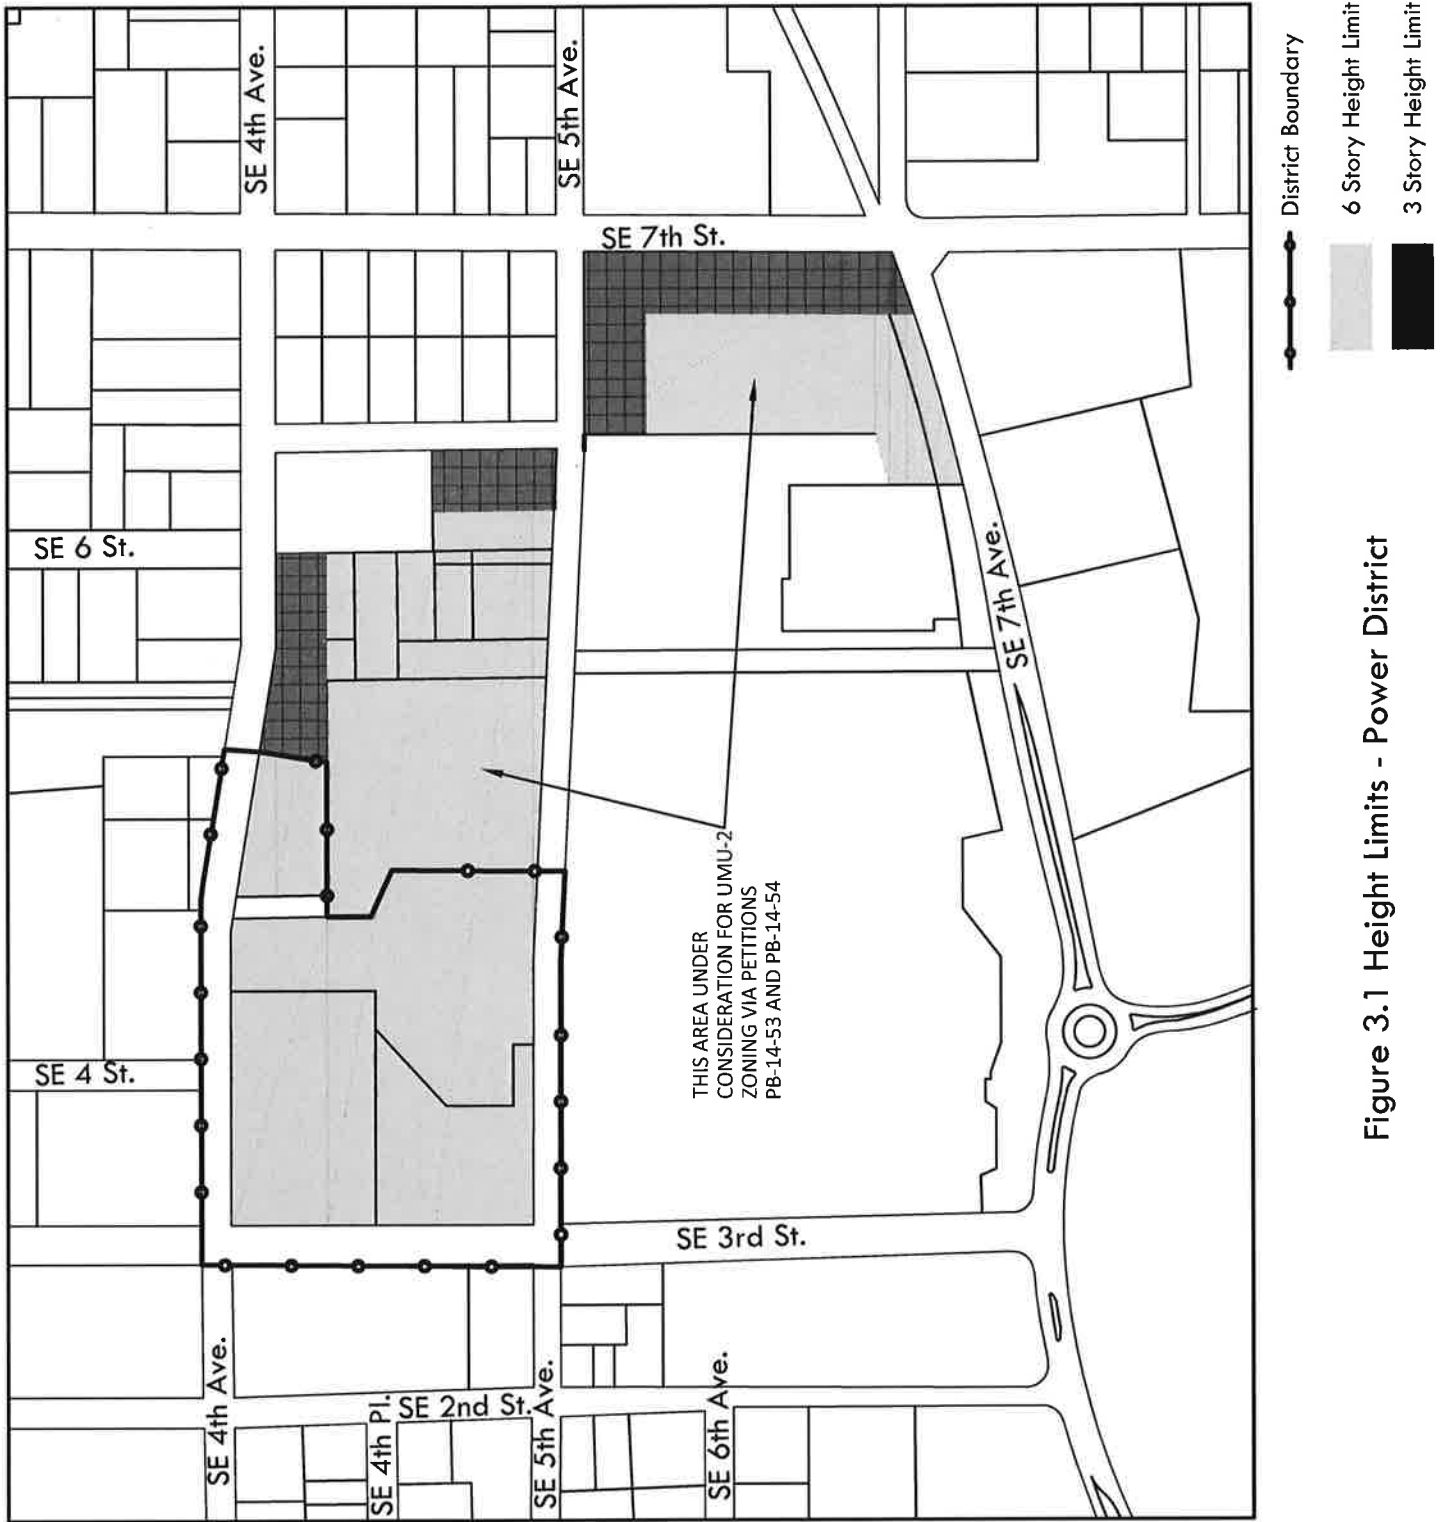 SE 4th Ave.
SE 5th Ave.
SE 7th St.
SE 6 St.
SE 7th Ave.
SE 4 St.
THIS AREA UNDER
CONSIDERATION FOR UMU-2
ZONING VIA PETITIONS
PB-14-53 AND PB-14-54
SE 3rd St.
SE 4th Ave.
SE 4th Pl.
SE 2nd St.
SE 5th Ave.
SE 6th Ave.
District Boundary
6 Story Height Limit
3 Story Height Limit
Figure 3.1 Height Limits - Power District